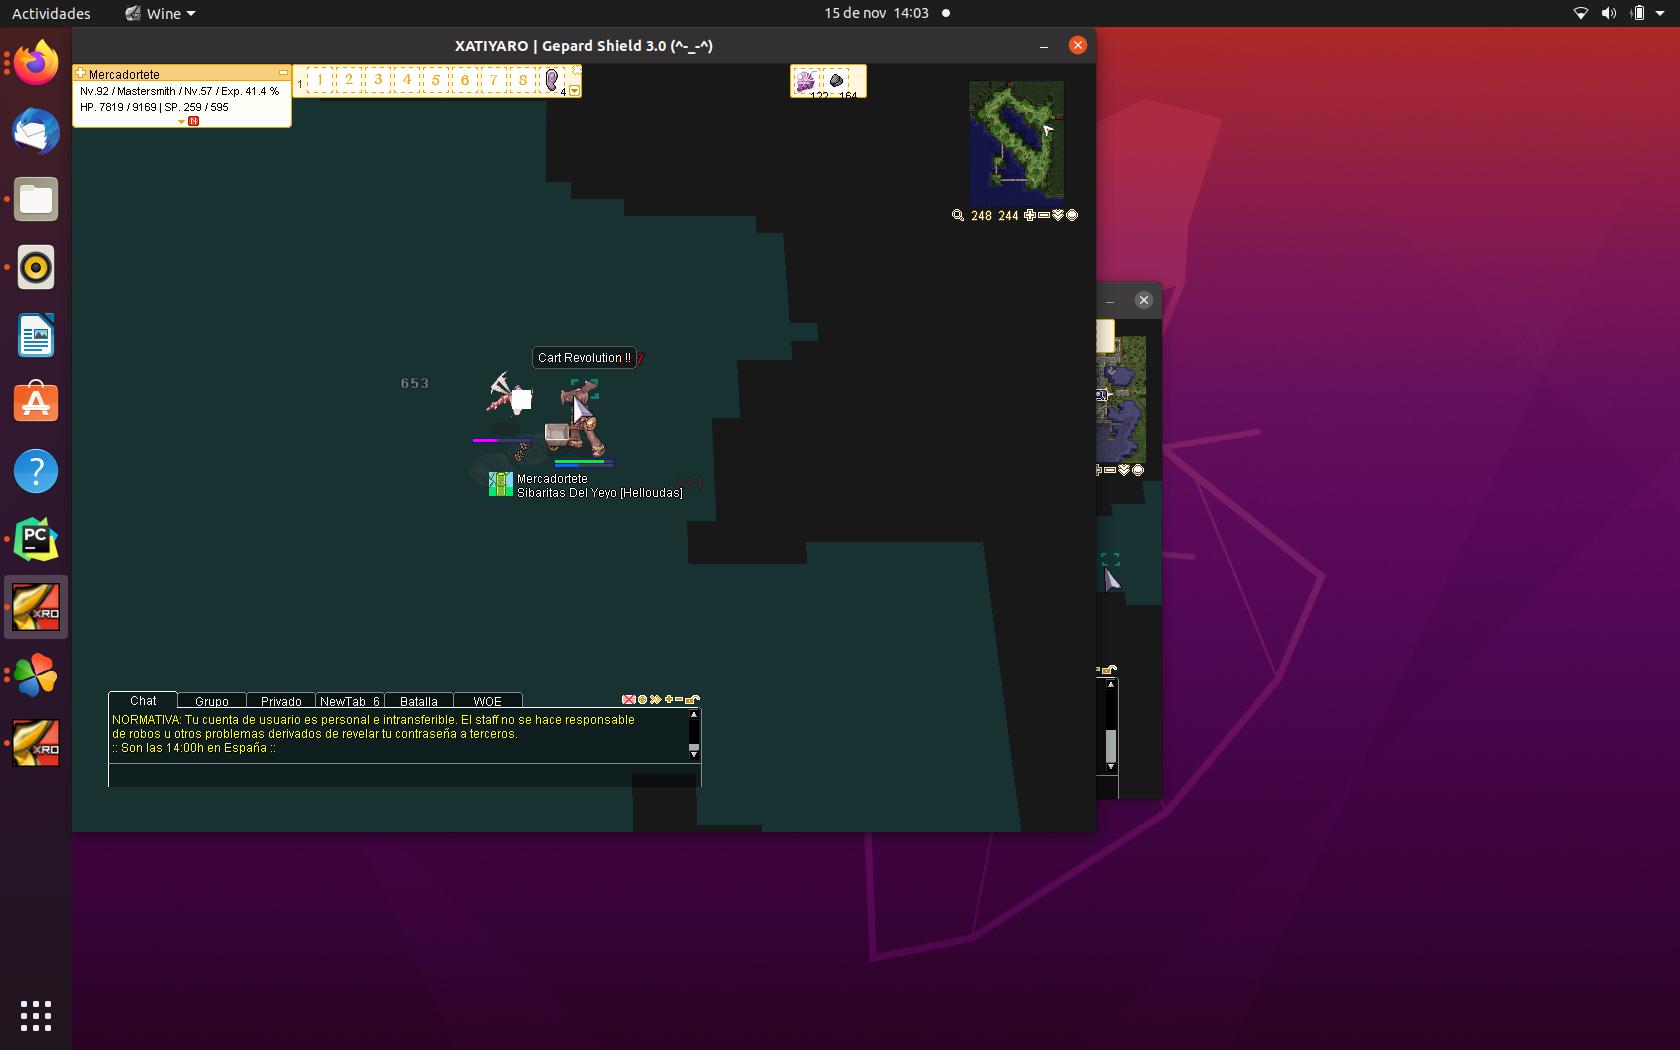 Actividades
Wine
15 de nov 14:03
XATIYARO | Gepard Shield 3.0 (^-_-^)
Mercadortete
Nv.92 / Mastersmith / Nv.57 / Exp. 41.4 %
HP. 7819 / 9169 | SP. 259 / 595
N
1 1 2 3 4 5 6 7 8 4
122 164
248 244
Cart Revolution !!
653
Mercadortete
Sibaritas Del Yeyo [Helloudas]
Chat Grupo Privado NewTab_6 Batalla WOE
NORMATIVA: Tu cuenta de usuario es personal e intransferible. El staff no se hace responsable
de robos u otros problemas derivados de revelar tu contraseña a terceros.
:: Son las 14:00h en España ::
PC
XRO
XRO